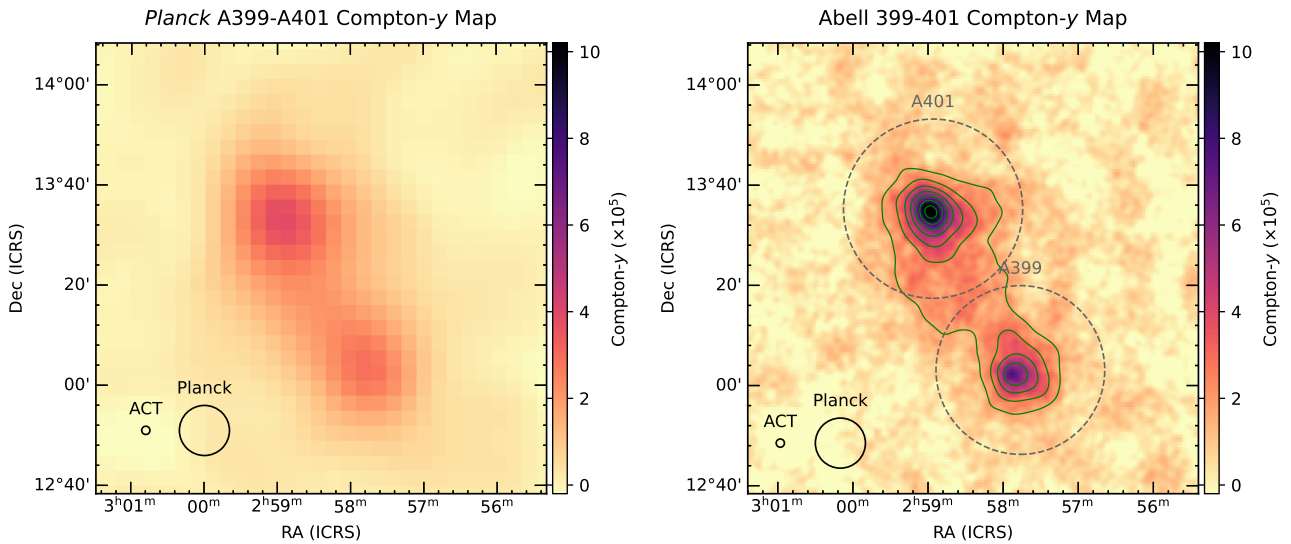 Planck A399-A401 Compton-y Map
14°00'
13°40'
20'
00'
12°40'
Dec (ICRS)
ACT
Planck
3ʰ01ᵐ 00ᵐ 2ʰ59ᵐ 58ᵐ 57ᵐ 56ᵐ
RA (ICRS)
10
8
6
4
2
0
Compton-y (×10⁵)
Abell 399-401 Compton-y Map
14°00'
13°40'
20'
00'
12°40'
Dec (ICRS)
A401
A399
ACT
Planck
3ʰ01ᵐ 00ᵐ 2ʰ59ᵐ 58ᵐ 57ᵐ 56ᵐ
RA (ICRS)
10
8
6
4
2
0
Compton-y (×10⁵)